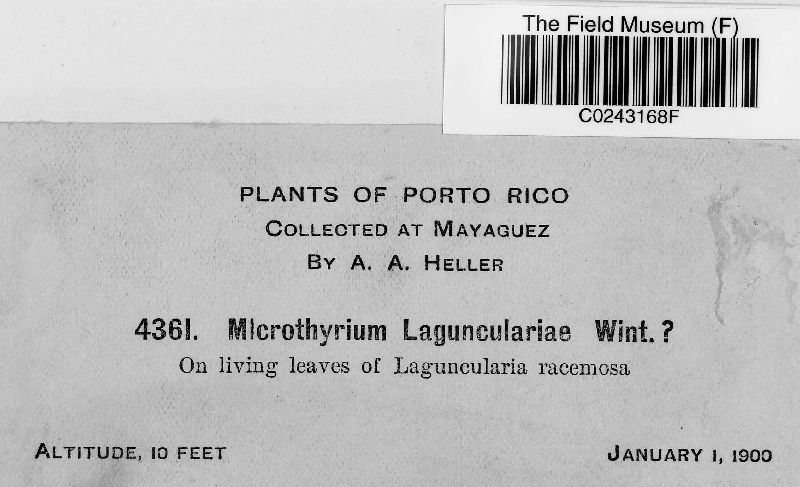 The Field Museum (F)
C0243168F
PLANTS OF PORTO RICO
COLLECTED AT MAYAGUEZ
BY A. A. HELLER
4361. Microthyrium Lagunculariae Wint. ?
On living leaves of Laguncularia racemosa
ALTITUDE, 10 FEET JANUARY 1, 1900